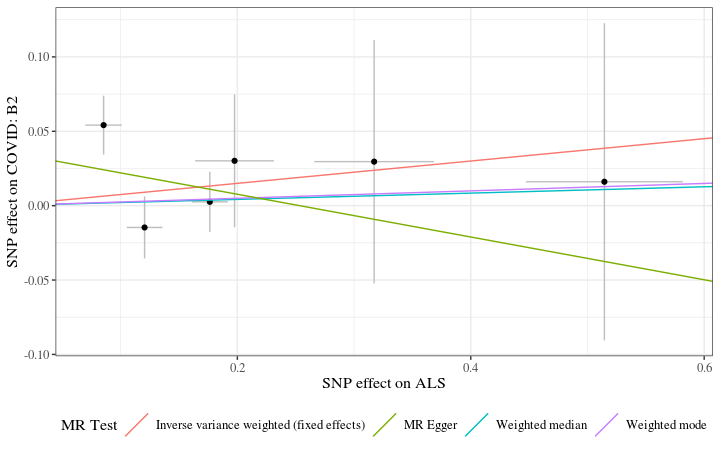 SNP effect on COVID: B2
0.10
0.05
0.00
-0.05
-0.10
0.2
0.4
0.6
SNP effect on ALS
MR Test
Inverse variance weighted (fixed effects)
MR Egger
Weighted median
Weighted mode